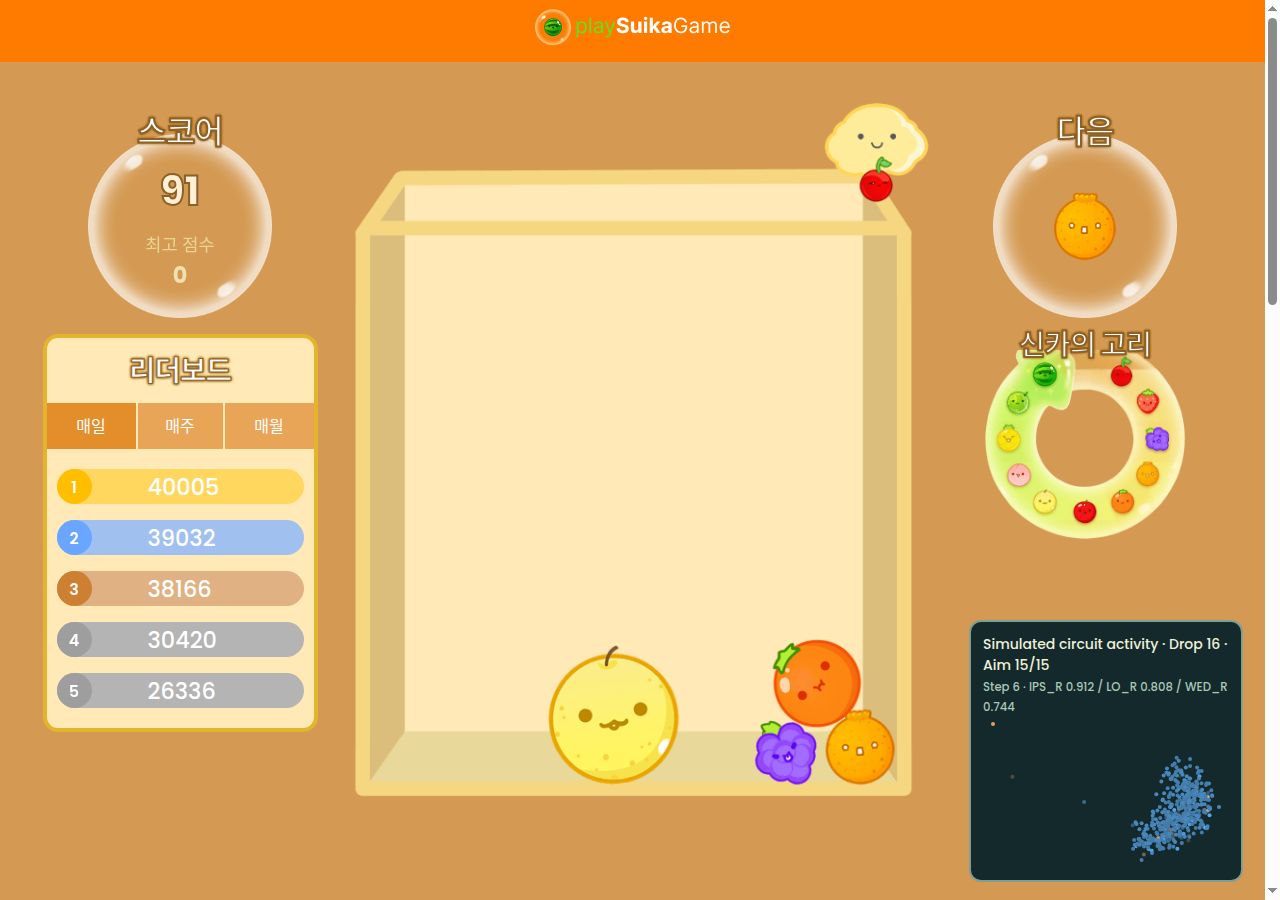 playSuikaGame
스코어
91
최고 점수
0
리더보드
매일 매주 매월
1 40005
2 39032
3 38166
4 30420
5 26336
다음
신카의 고리
Simulated circuit activity · Drop 16 ·
Aim 15/15
Step 6 · IPS_R 0.912 / LO_R 0.808 / WED_R
0.744